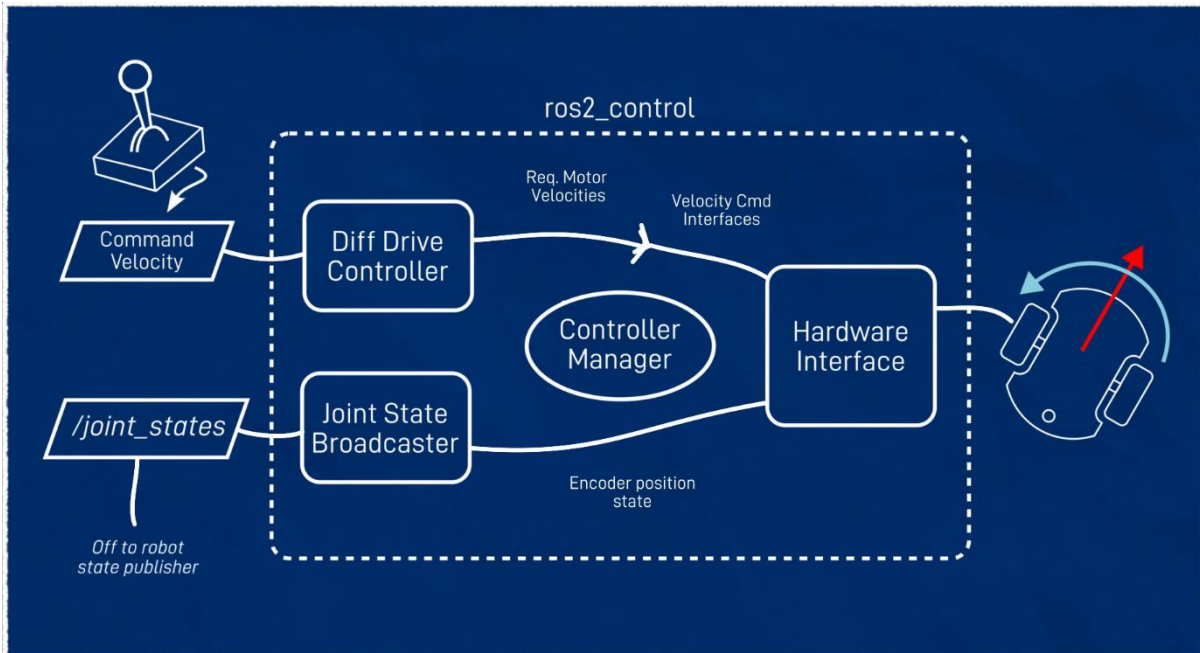 ros2_control
Req. Motor
Velocities
Velocity Cmd
Interfaces
Command
Velocity
Diff Drive
Controller
Controller
Manager
Hardware
Interface
/joint_states
Joint State
Broadcaster
Encoder position
state
Off to robot
state publisher